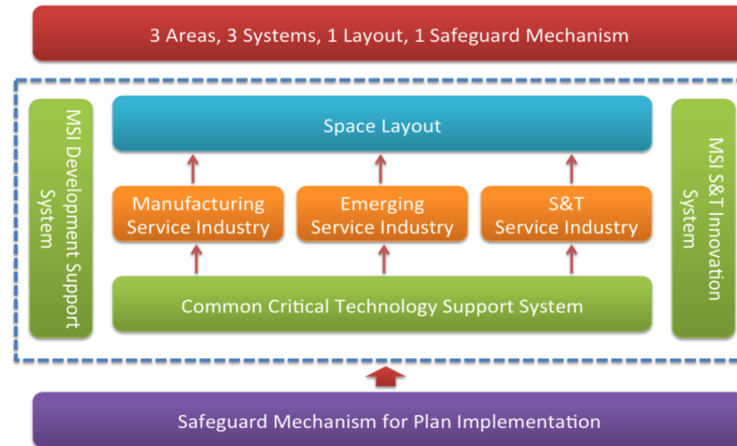 3 Areas, 3 Systems, 1 Layout, 1 Safeguard Mechanism
MSI Development Support
System
Space Layout
Manufacturing
Service Industry
Emerging
Service Industry
S&T
Service Industry
Common Critical Technology Support System
MSI S&T Innovation
System
Safeguard Mechanism for Plan Implementation